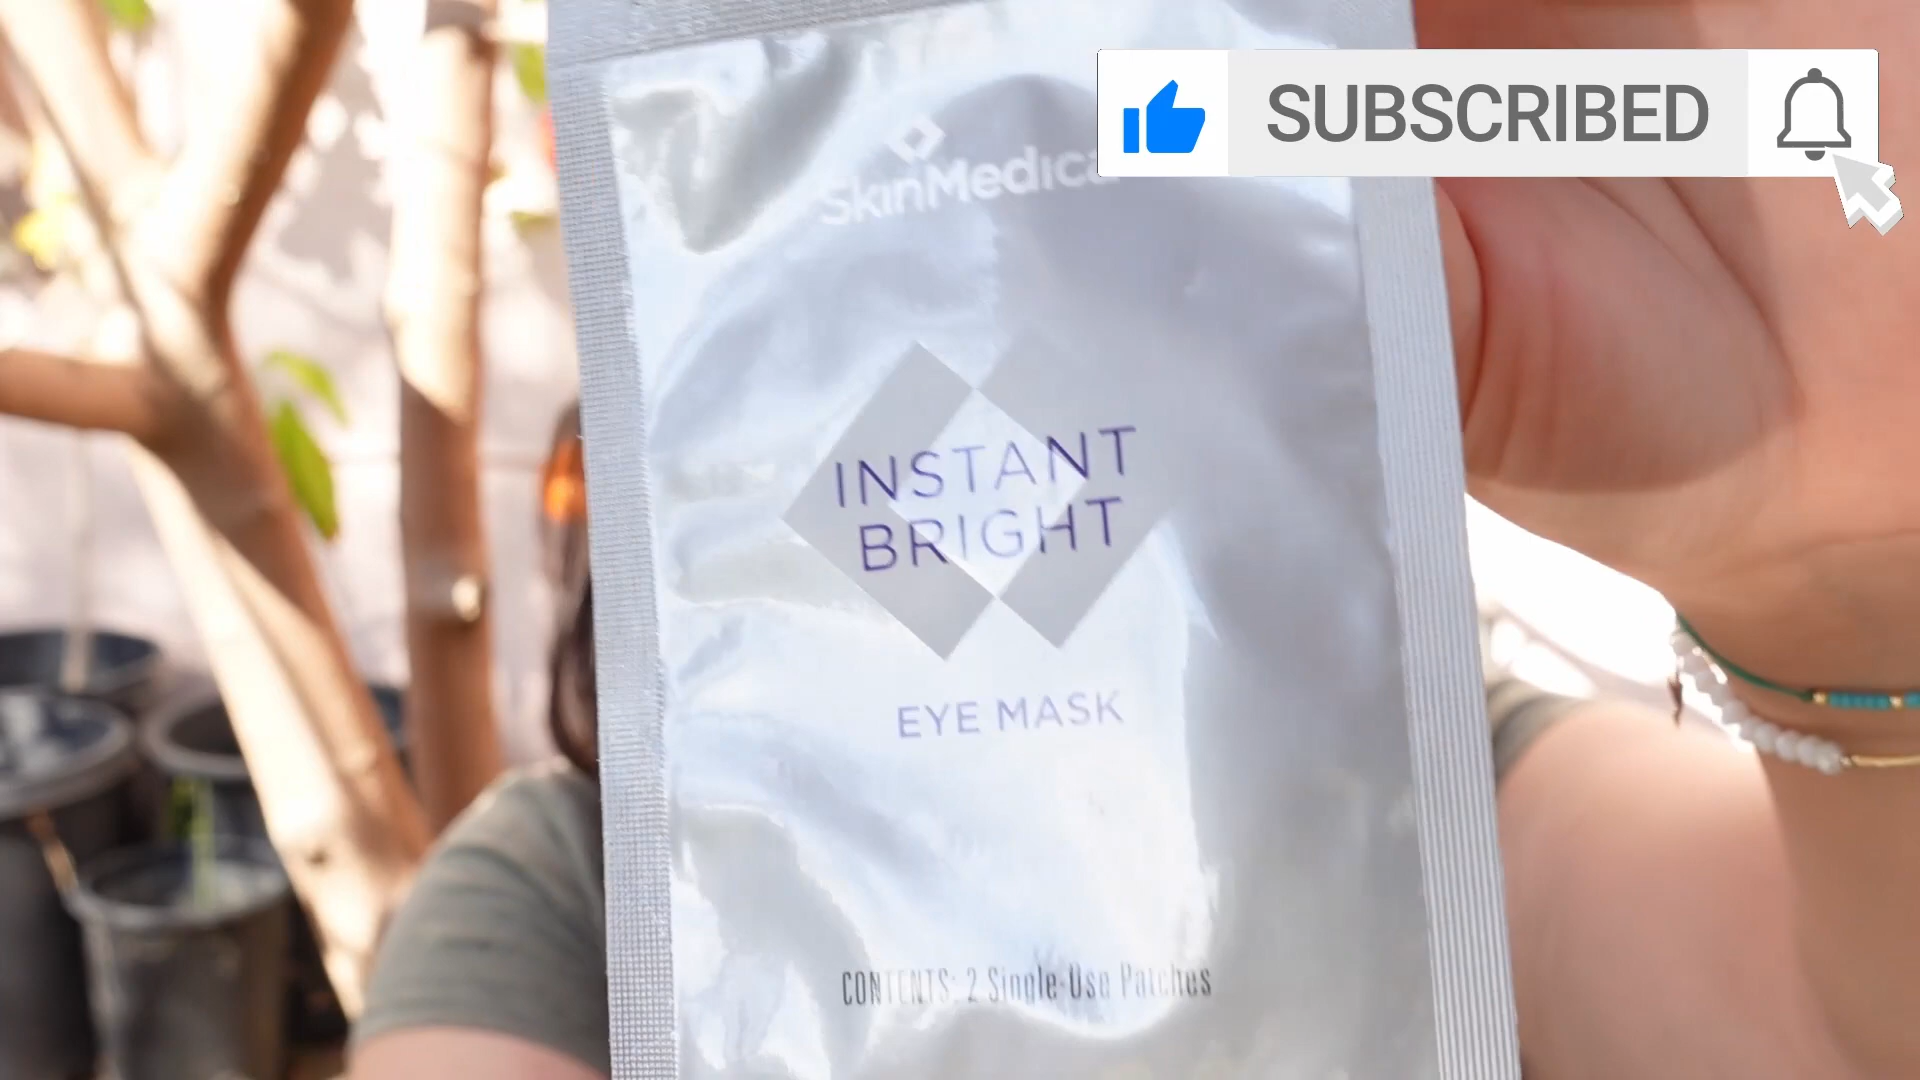 SUBSCRIBED
SkinMedica
INSTANT
BRIGHT
EYE MASK
CONTENTS: 2 Single-Use Patches